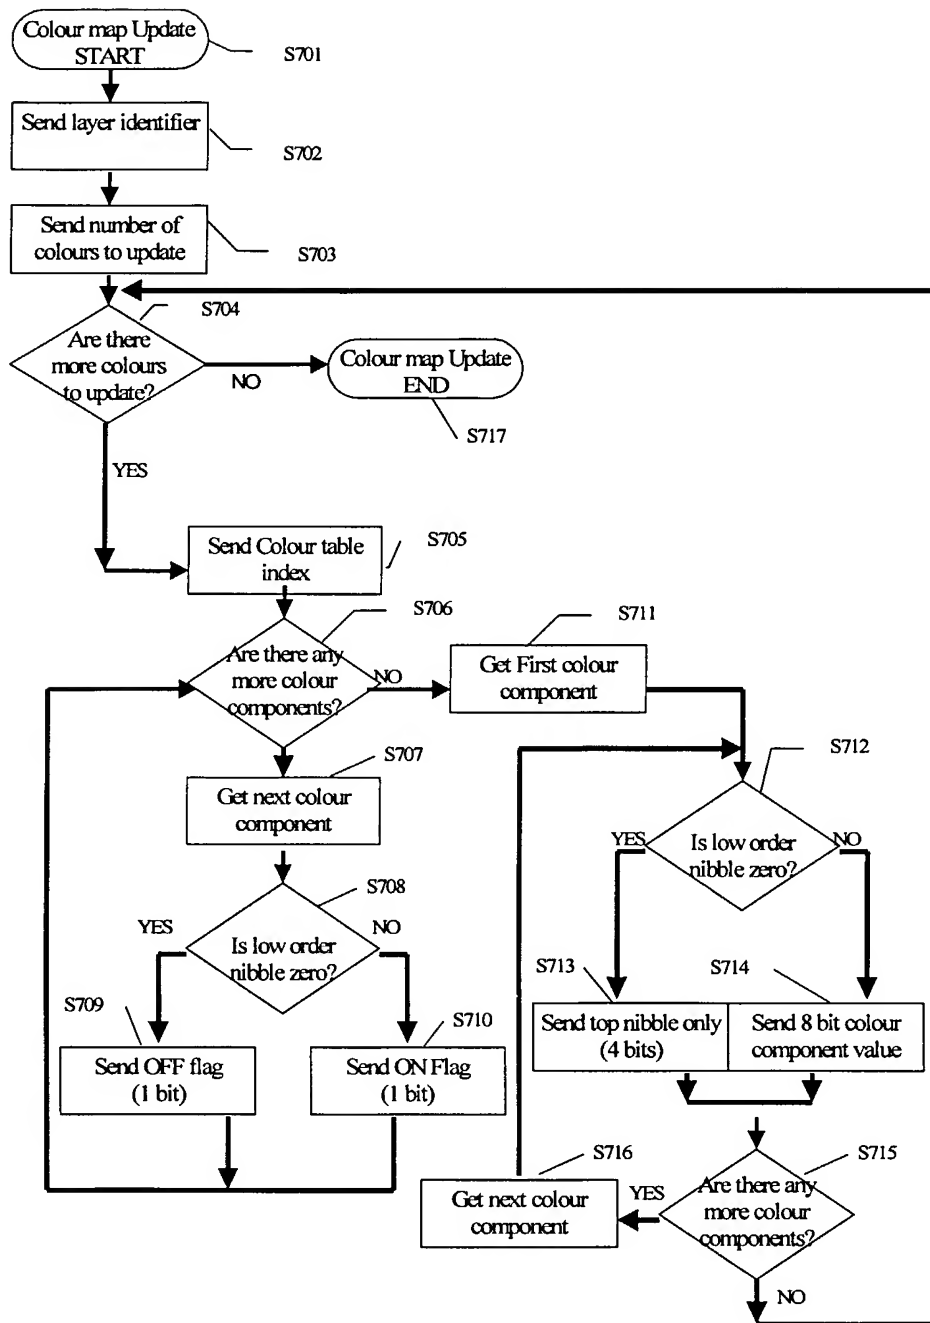 Colour map Update
START
S701
Send layer identifier
S702
Send number of
colours to update
S703
S704
Are there
more colours
to update?
NO
Colour map Update
END
S717
YES
Send Colour table
index
S705
S706
Are there any
more colour
components?
NO
S711
Get First colour
component
S707
Get next colour
component
S712
YES
NO
Is low order
nibble zero?
S708
YES
NO
Is low order
nibble zero?
S713
S714
Send top nibble only
(4 bits)
Send 8 bit colour
component value
S709
S710
Send OFF flag
(1 bit)
Send ON Flag
(1 bit)
S716
S715
Get next colour
component
YES
Are there any
more colour
components?
NO